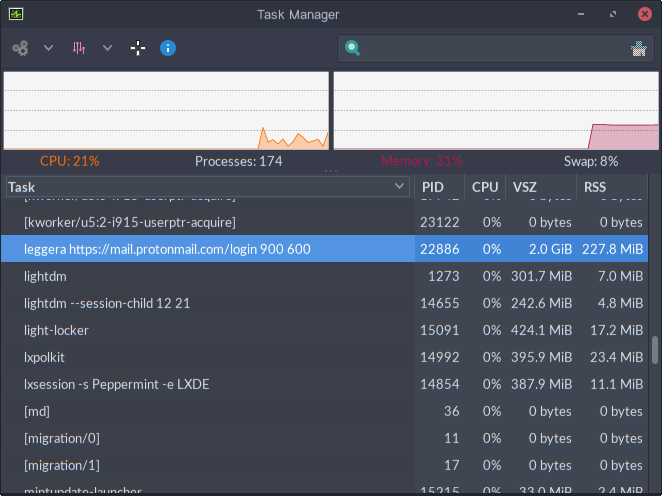 Task Manager
CPU: 21% Processes: 174 Memory: 31% Swap: 8%
Task PID CPU VSZ RSS
[kworker/u5:2-i915-userptr-acquire] 23122 0% 0 bytes 0 bytes
leggera https://mail.protonmail.com/login 900 600 22886 0% 2.0 GiB 227.8 MiB
lightdm 1273 0% 301.7 MiB 7.0 MiB
lightdm --session-child 12 21 14655 0% 242.6 MiB 4.8 MiB
light-locker 15091 0% 424.1 MiB 17.2 MiB
lxpolkit 14992 0% 395.9 MiB 23.4 MiB
lxsession -s Peppermint -e LXDE 14854 0% 387.9 MiB 11.1 MiB
[md] 36 0% 0 bytes 0 bytes
[migration/0] 11 0% 0 bytes 0 bytes
[migration/1] 17 0% 0 bytes 0 bytes
mintupdate-launcher 15215 0% 33.0 MiB 2.4 MiB